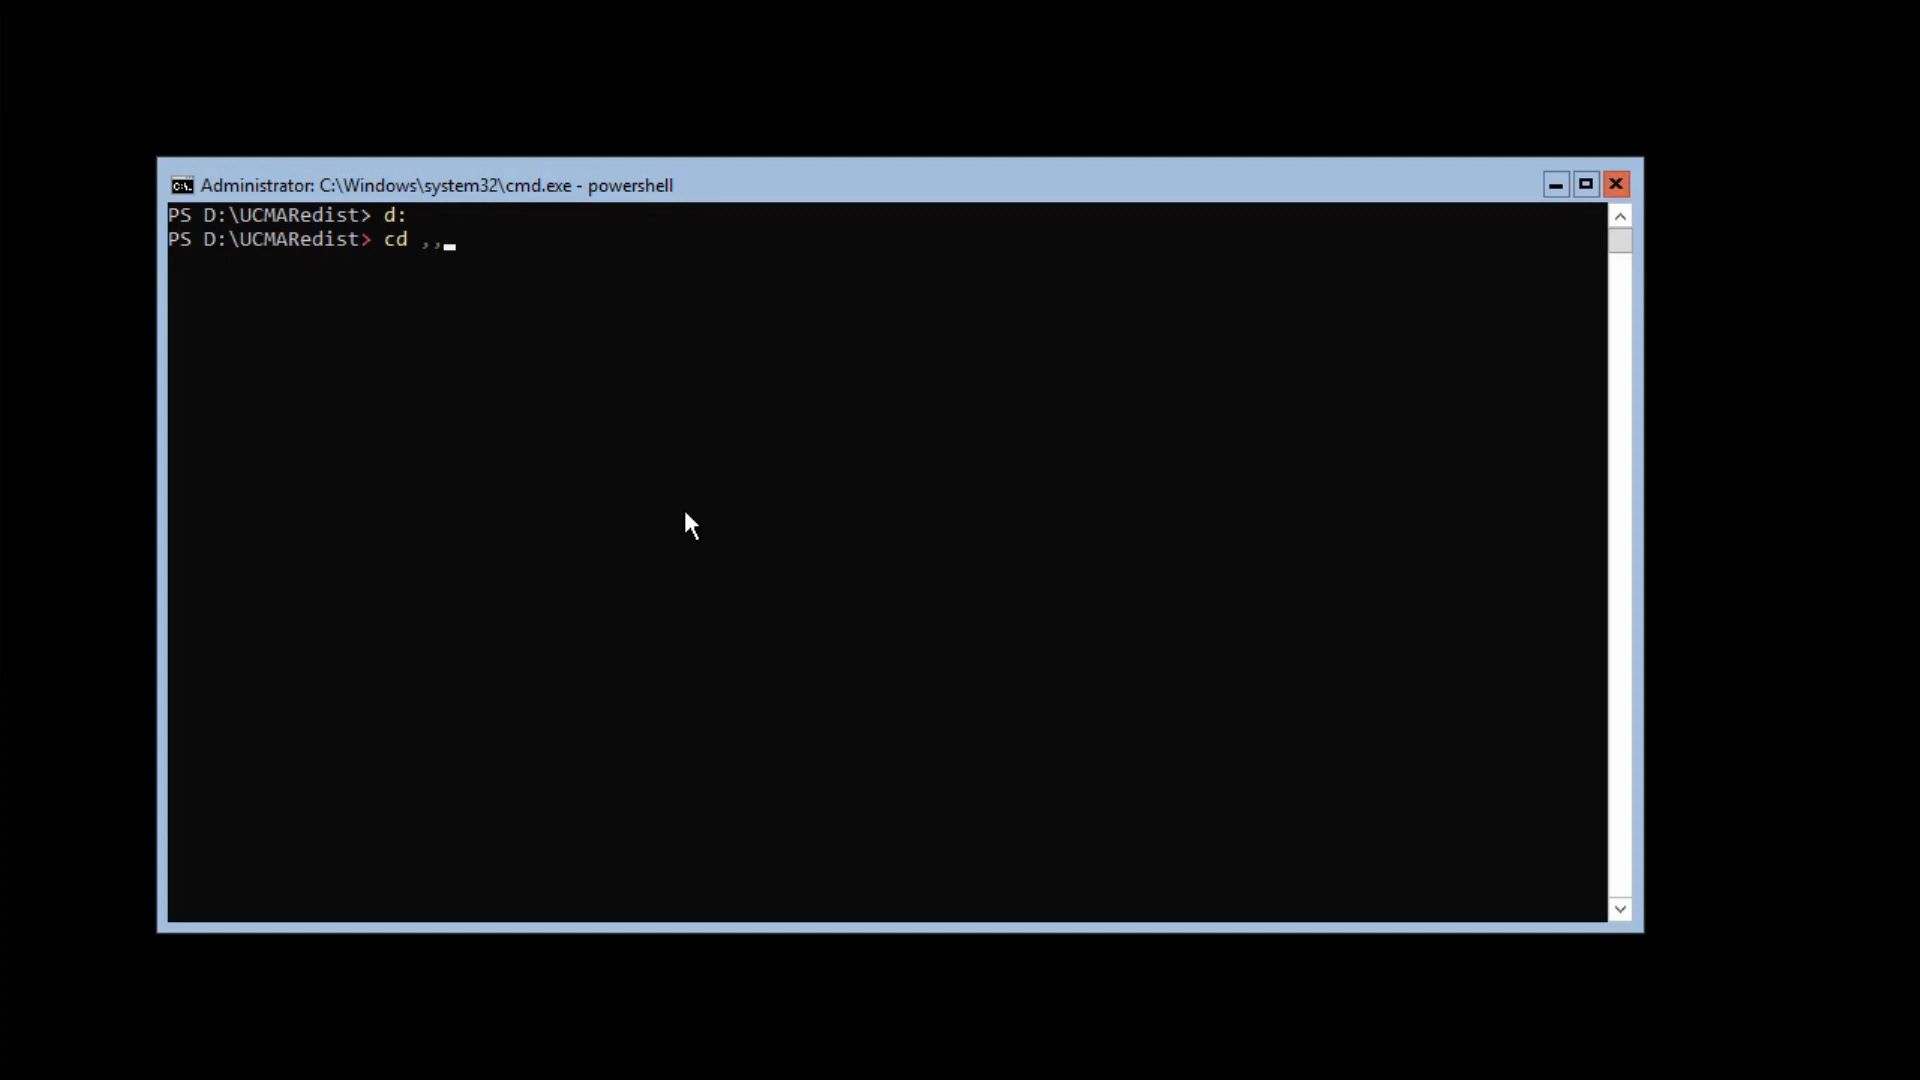 Administrator: C:\Windows\system32\cmd.exe - powershell
PS D:\UCMARedist> d:
PS D:\UCMARedist> cd ,,